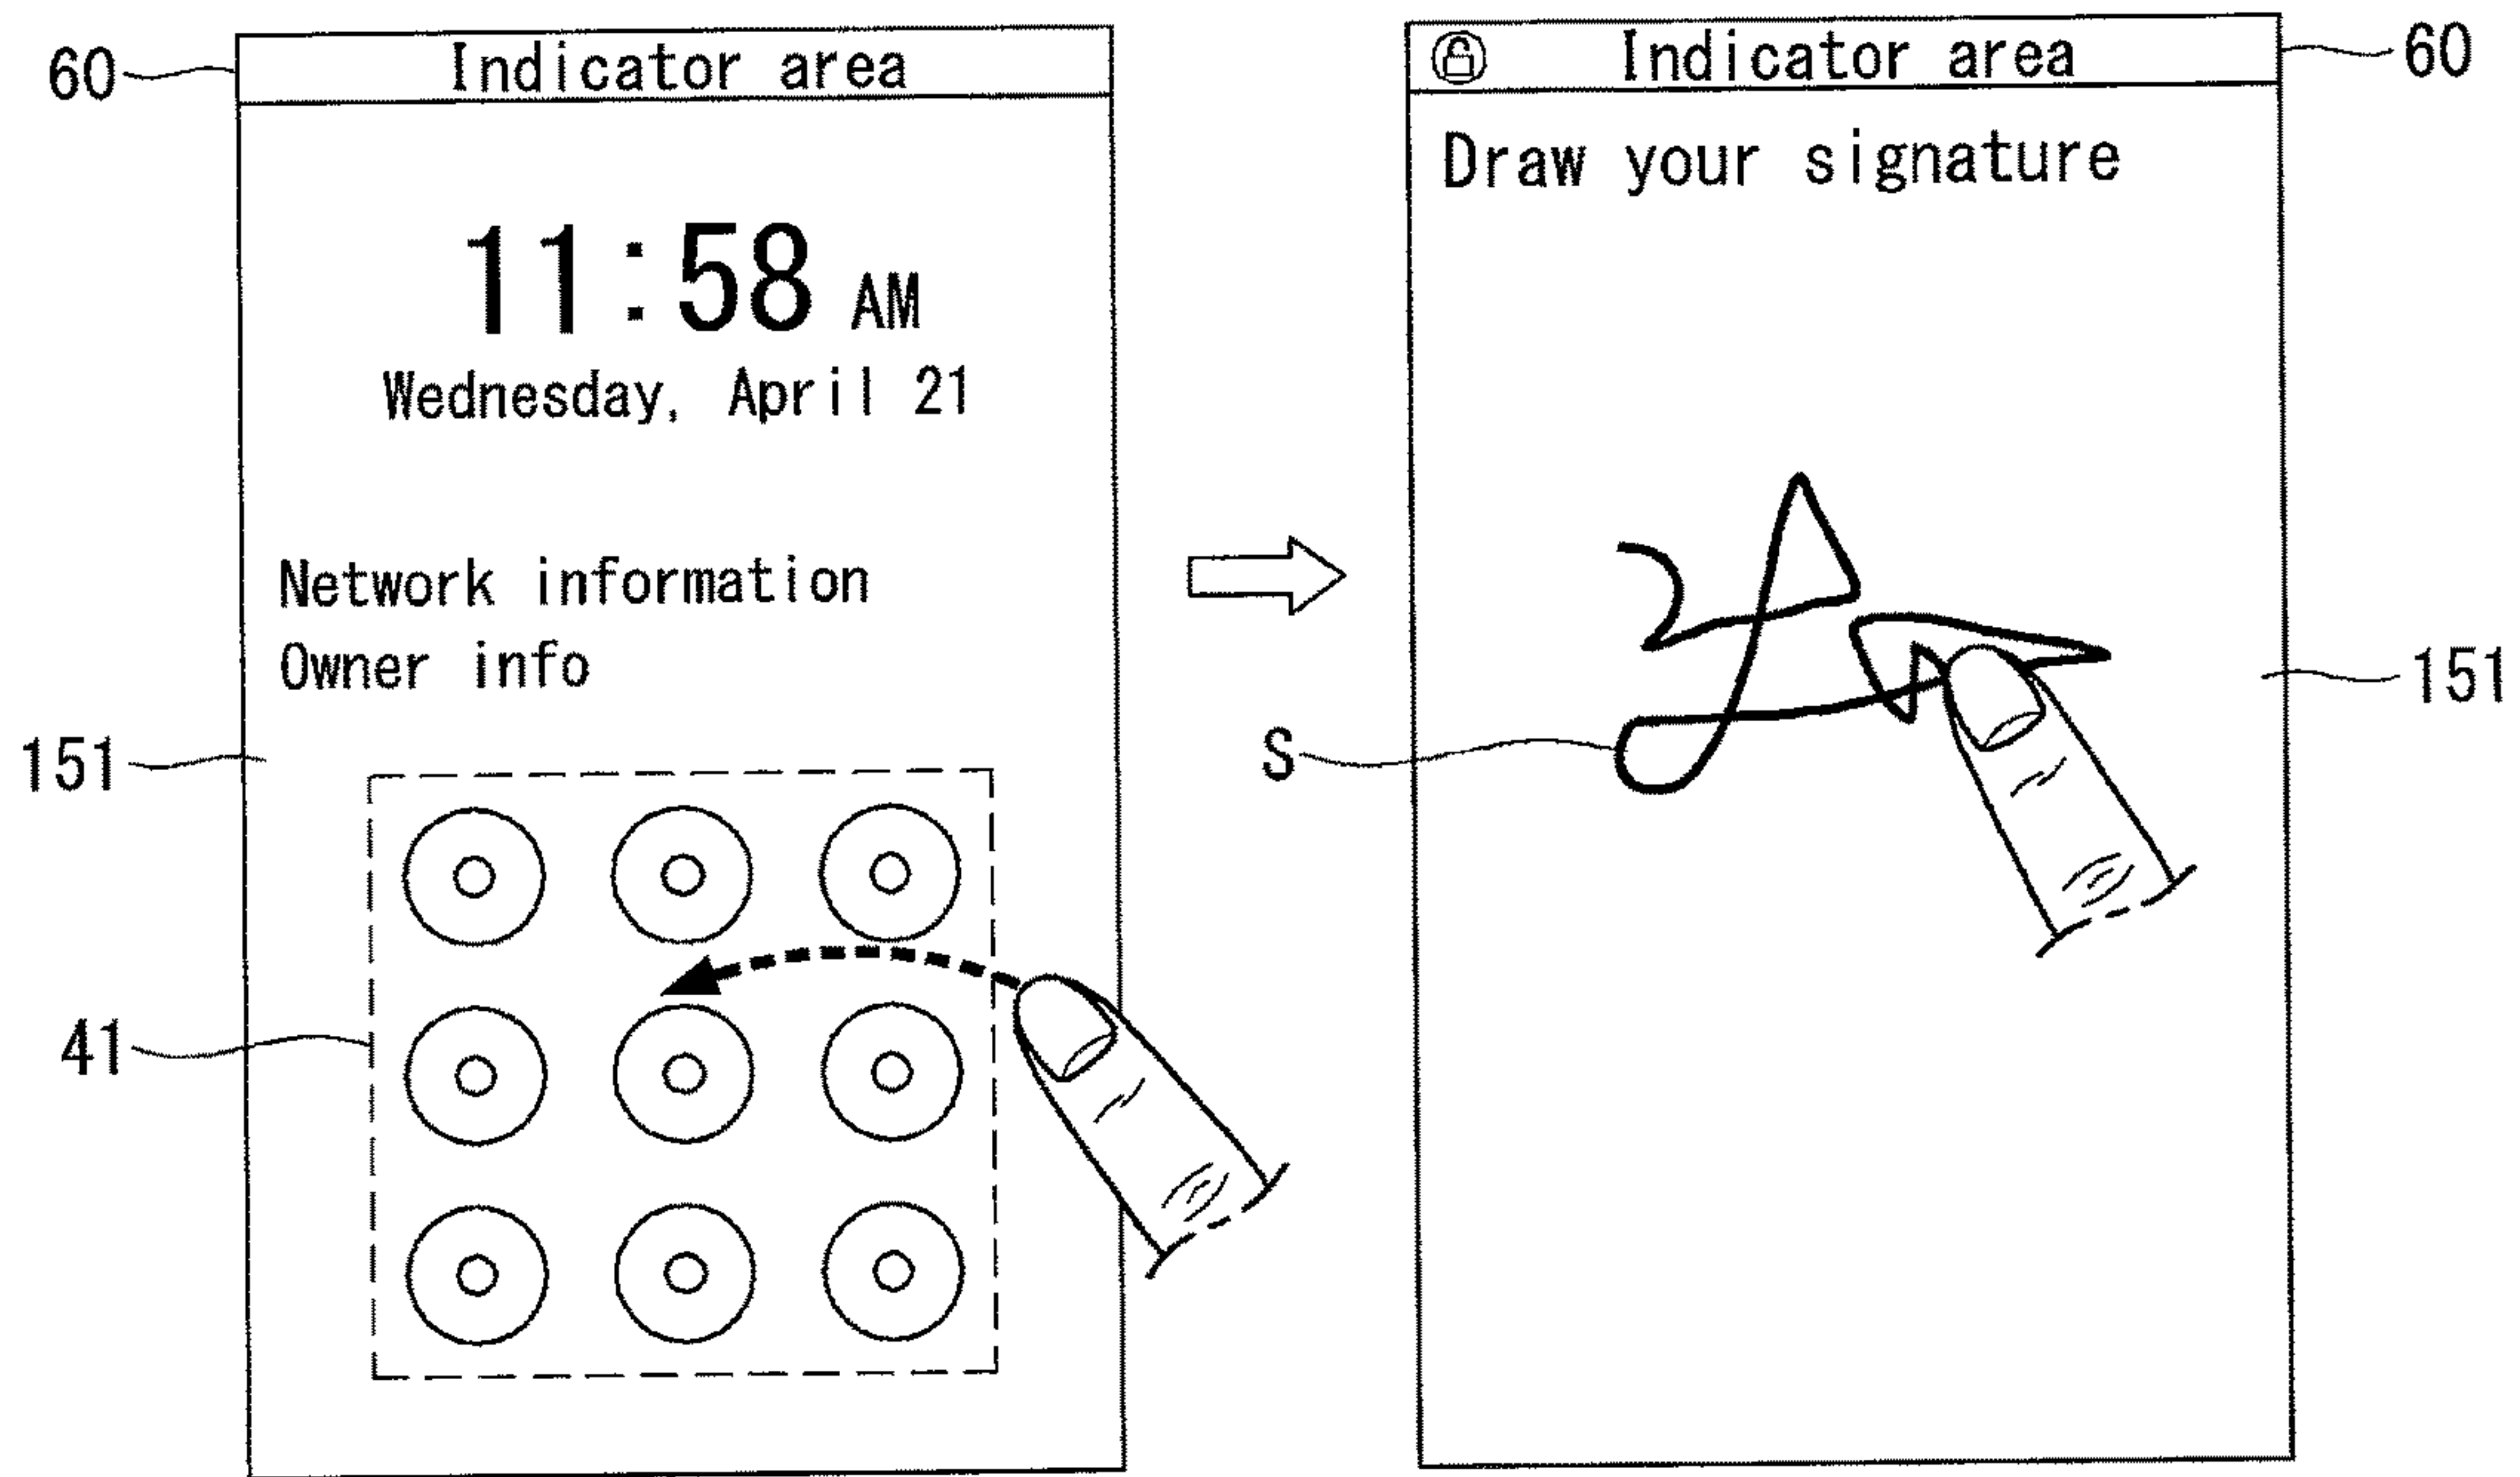 60
Indicator area
11:58 AM
Wednesday, April 21
Network information
Owner info
151
41
Indicator area
60
Draw your signature
151
S